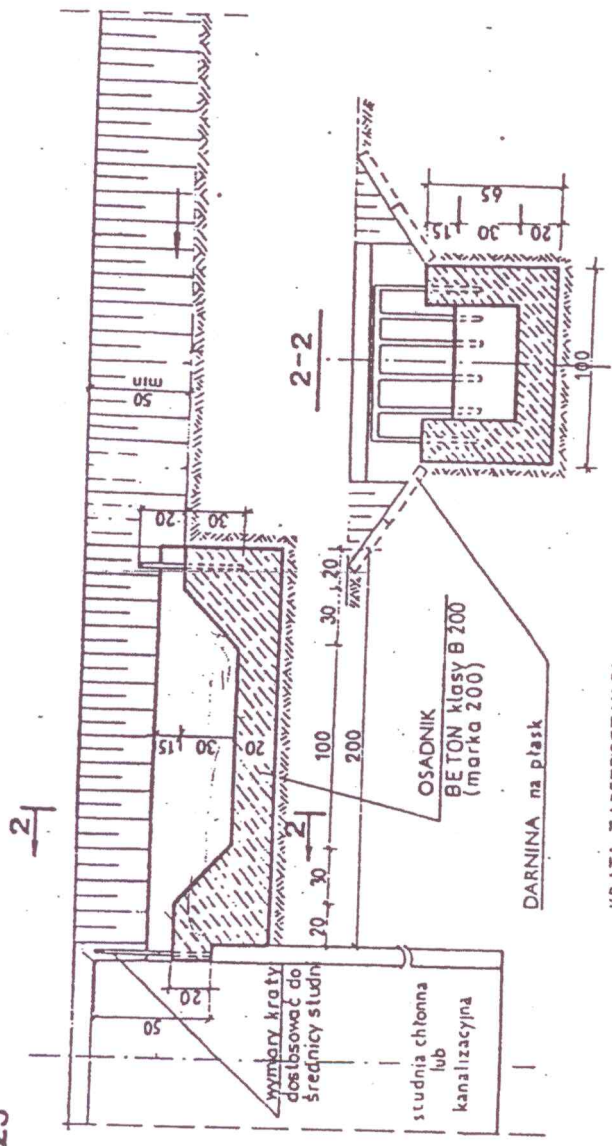 25
2
2
2-2
50
min
20
30
15
30
20
50
20
wymiary kraty
dostosować do
średnicy studni
studnia chłonna
lub
kanalizacyjna
20
30
100
30
20
200
OSADNIK
BETON klasy B 200
(marka 200)
DARNINA na płask
15
30
20
65
100